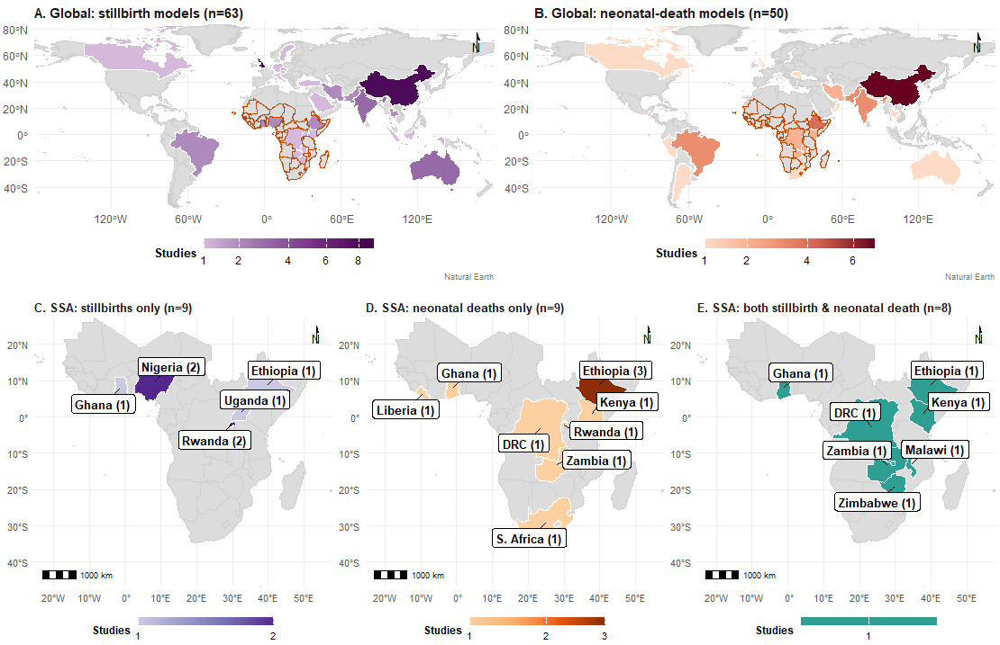 A. Global: stillbirth models (n=63)
B. Global: neonatal-death models (n=50)
80°N
60°N
40°N
20°N
0°
20°S
40°S
N
120°W
60°W
0°
60°E
120°E
Studies
1
2
4
6
8
Natural Earth
80°N
60°N
40°N
20°N
0°
20°S
40°S
N
120°W
60°W
0°
60°E
120°E
Studies
1
2
4
6
Natural Earth
C. SSA: stillbirths only (n=9)
20°N
10°N
0°
10°S
20°S
30°S
40°S
N
Nigeria (2)
Ethiopia (1)
Ghana (1)
Uganda (1)
Rwanda (2)
1000 km
20°W
10°W
0°
10°E
20°E
30°E
40°E
50°E
Studies
1
2
D. SSA: neonatal deaths only (n=9)
20°N
10°N
0°
10°S
20°S
30°S
40°S
N
Ghana (1)
Ethiopia (3)
Liberia (1)
Kenya (1)
DRC (1)
Rwanda (1)
Zambia (1)
S. Africa (1)
1000 km
20°W
10°W
0°
10°E
20°E
30°E
40°E
50°E
Studies
1
2
3
E. SSA: both stillbirth & neonatal death (n=8)
20°N
10°N
0°
10°S
20°S
30°S
40°S
N
Ghana (1)
Ethiopia (1)
DRC (1)
Kenya (1)
Zambia (1)
Malawi (1)
Zimbabwe (1)
1000 km
20°W
10°W
0°
10°E
20°E
30°E
40°E
50°E
Studies
1